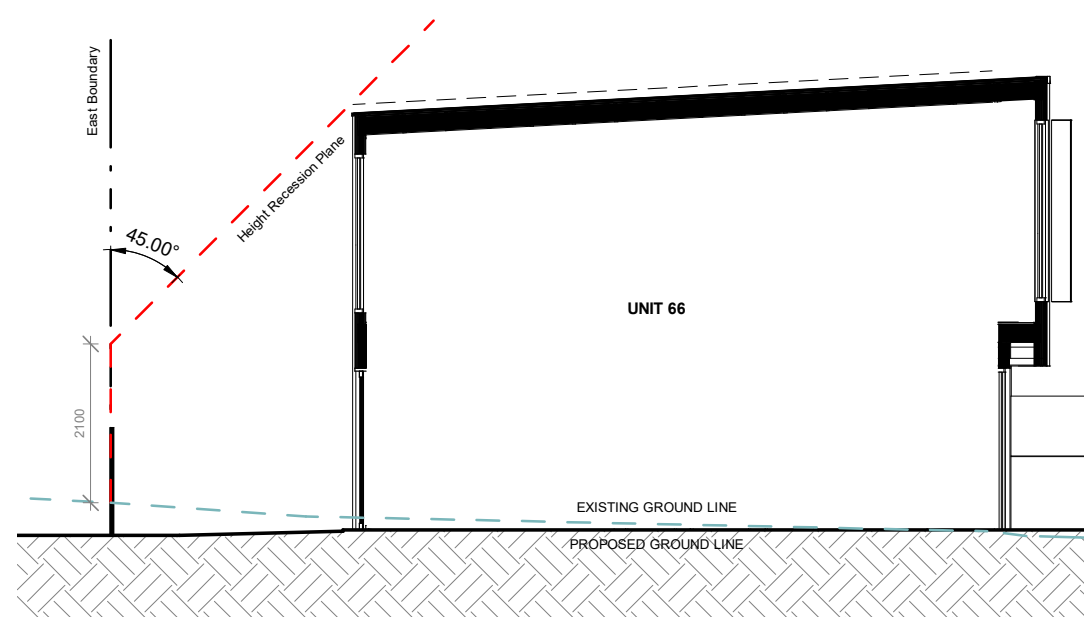 East Boundary
Height Recession Plane
45.00°
UNIT 66
2100
EXISTING GROUND LINE
PROPOSED GROUND LINE